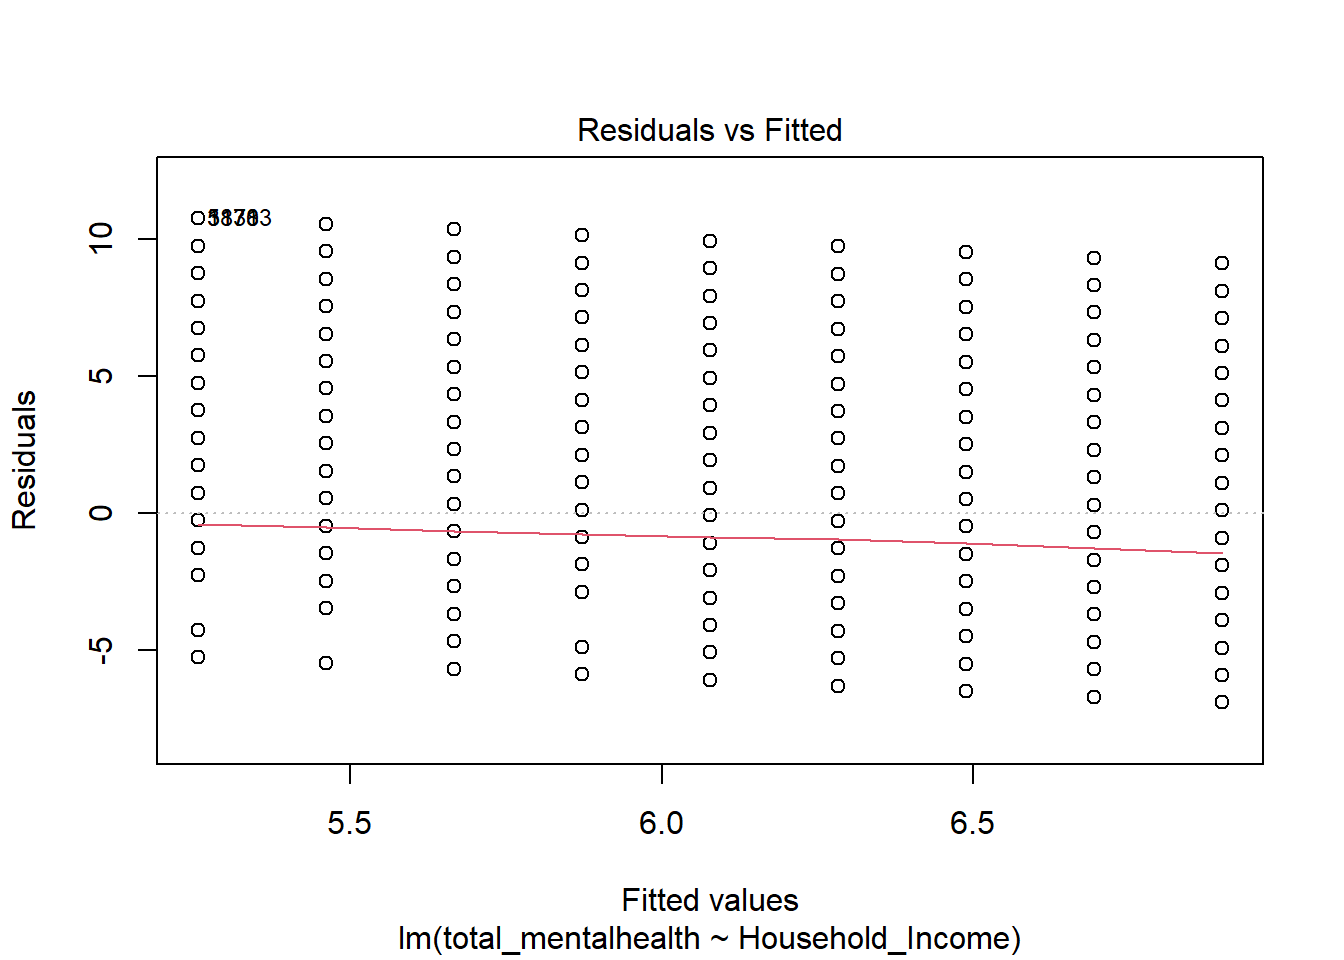 Residuals vs Fitted
Residuals
10
5
0
-5
5.5
6.0
6.5
Fitted values
lm(total_mentalhealth ~ Household_Income)